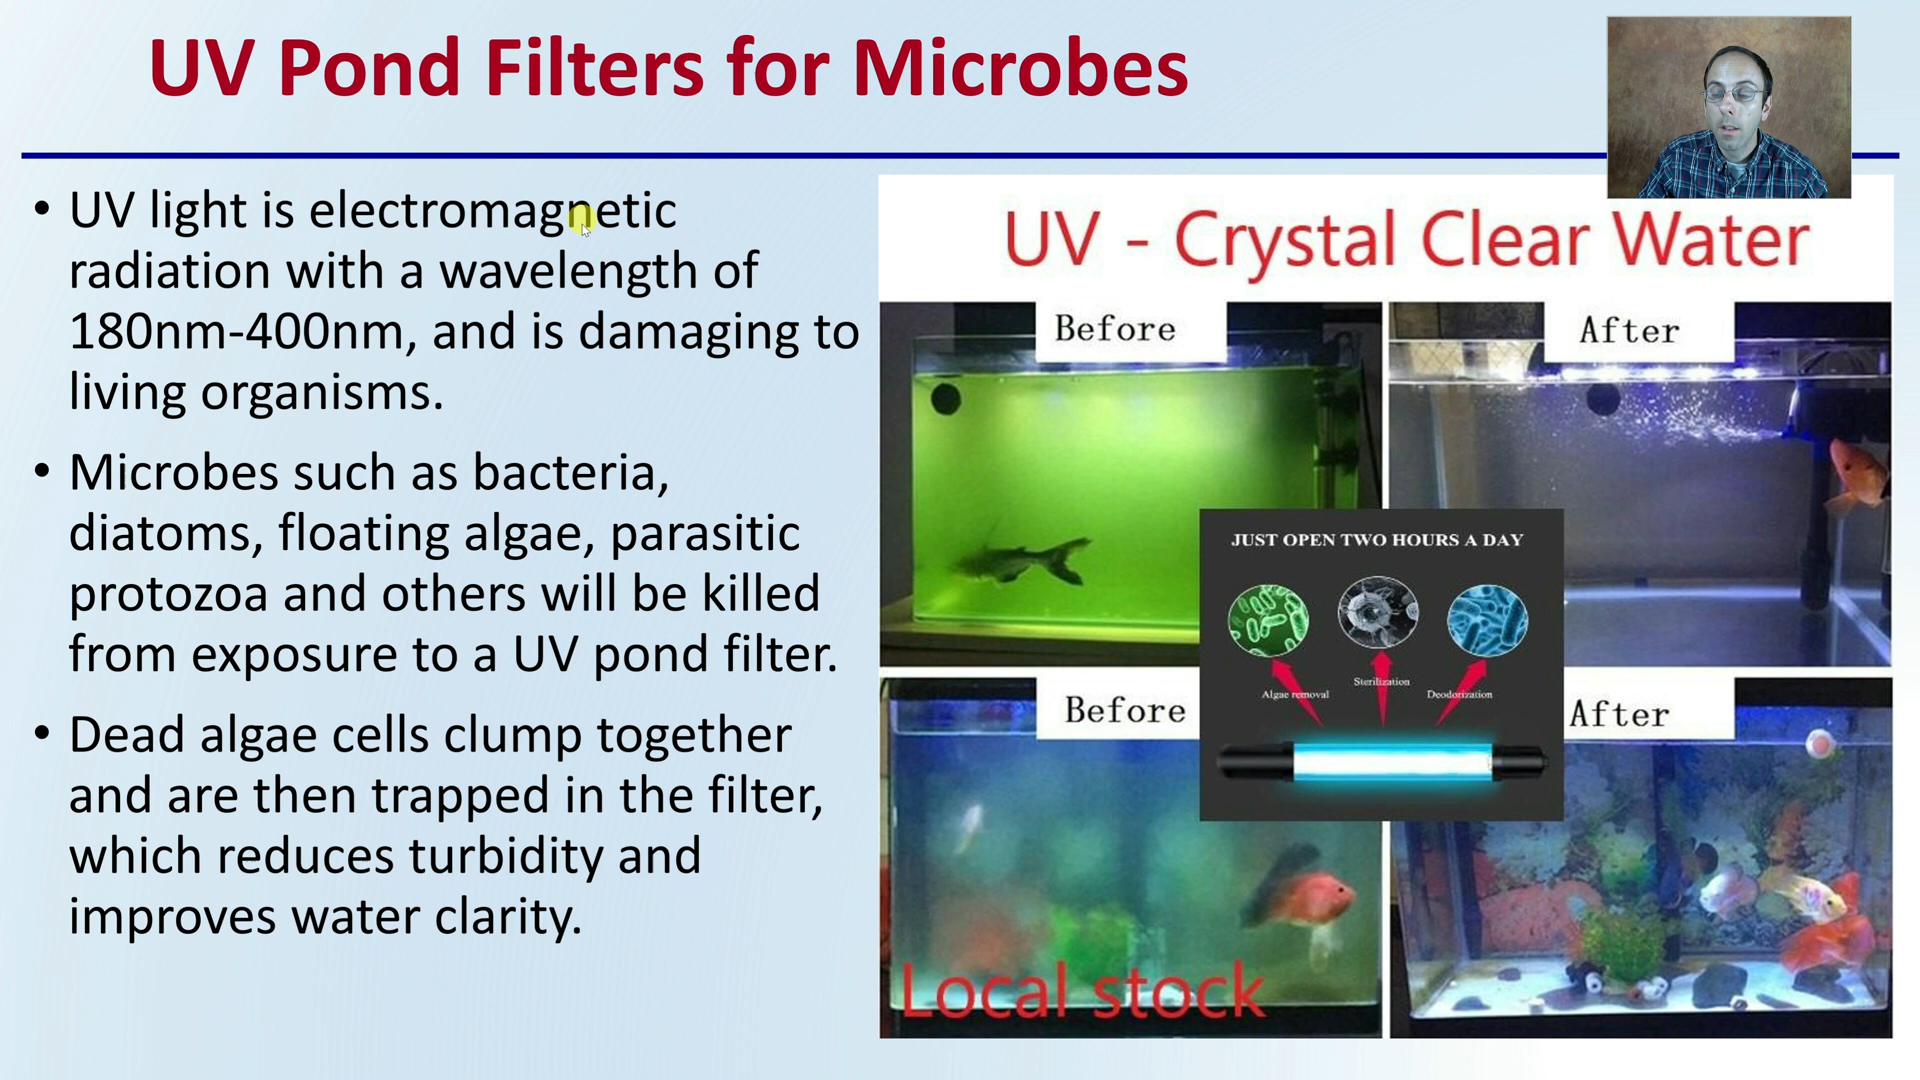 UV Pond Filters for Microbes
• UV light is electromagnetic
radiation with a wavelength of
180nm-400nm, and is damaging to
living organisms.
• Microbes such as bacteria,
diatoms, floating algae, parasitic
protozoa and others will be killed
from exposure to a UV pond filter.
• Dead algae cells clump together
and are then trapped in the filter,
which reduces turbidity and
improves water clarity.
UV - Crystal Clear Water
Before
After
JUST OPEN TWO HOURS A DAY
Algae removal
Sterilization
Deodorization
Before
After
Local stock